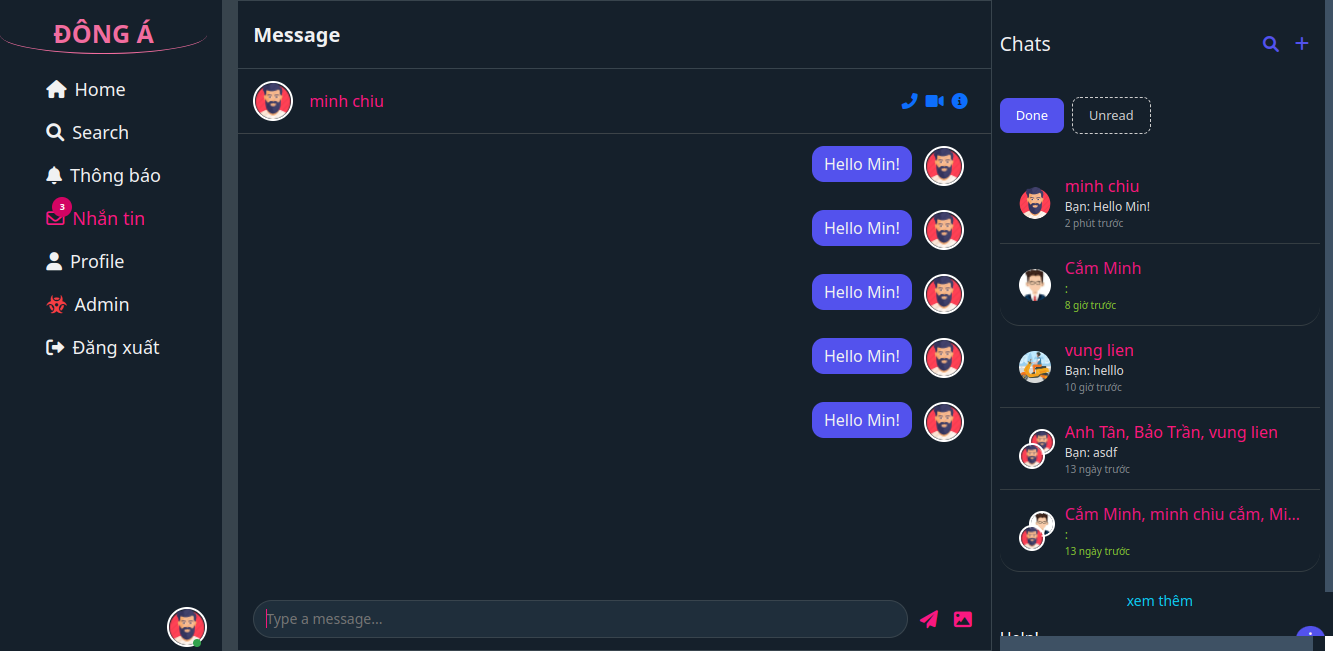 ĐÔNG Á
Home
Search
Thông báo
3
Nhắn tin
Profile
Admin
Đăng xuất
Message
minh chiu
Hello Min!
Hello Min!
Hello Min!
Hello Min!
Hello Min!
Type a message...
Chats
Done
Unread
minh chiu
Bạn: Hello Min!
2 phút trước
Cắm Minh
:
8 giờ trước
vung lien
Bạn: helllo
10 giờ trước
Anh Tân, Bảo Trần, vung lien
Bạn: asdf
13 ngày trước
Cắm Minh, minh chiu cắm, Mi...
:
13 ngày trước
xem thêm
Help!